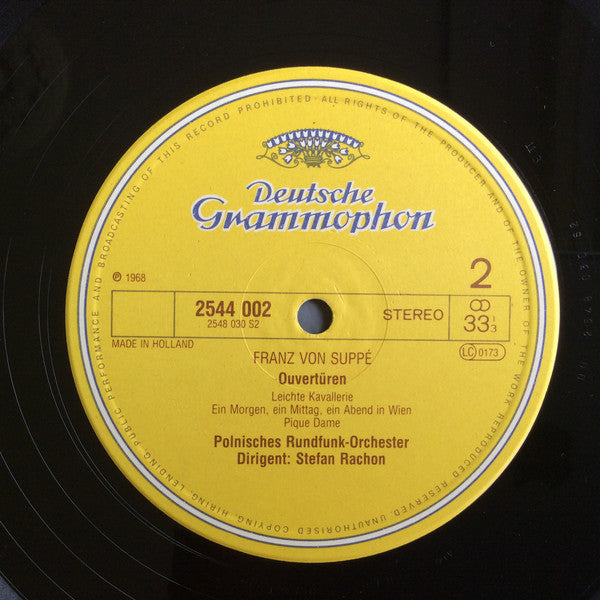 ALL RIGHTS OF THE PRODUCER AND OF THE OWNER OF THE WORK REPRODUCED RESERVED. UNAUTHORISED COPYING, HIRING, LENDING, PUBLIC PERFORMANCE AND BROADCASTING OF THIS RECORD PROHIBITED.
Deutsche
Grammophon
℗ 1968
2
2544 002
2548 030 S2
STEREO
33 1/3
MADE IN HOLLAND
LC 0173
FRANZ VON SUPPÉ
Ouvertüren
Leichte Kavallerie
Ein Morgen, ein Mittag, ein Abend in Wien
Pique Dame
Polnisches Rundfunk-Orchester
Dirigent: Stefan Rachon